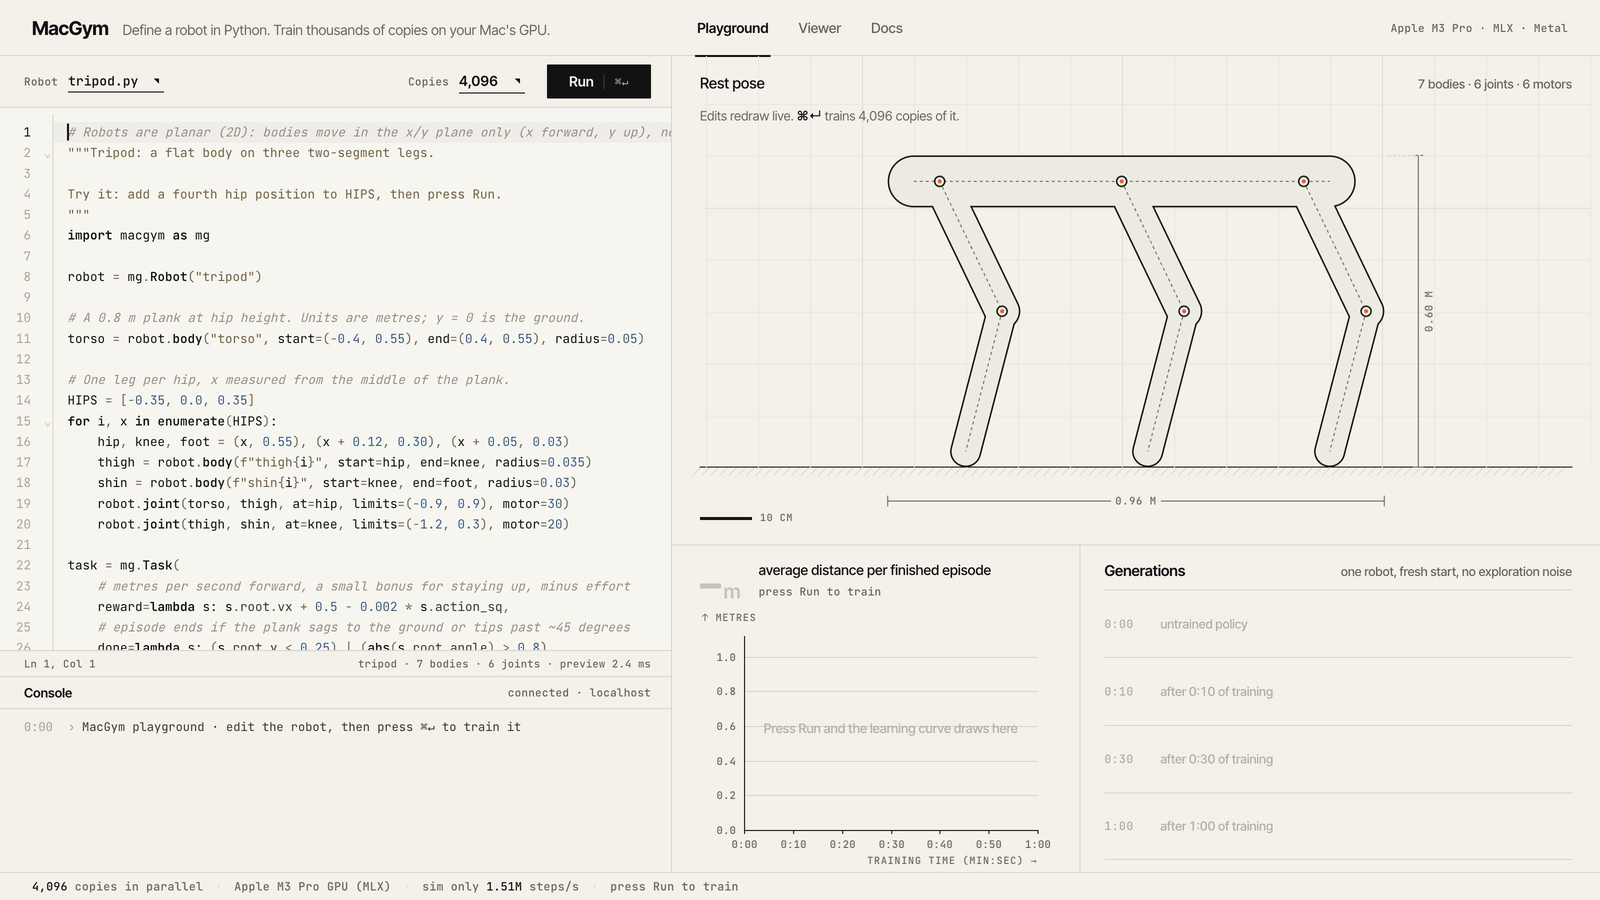 MacGym Define a robot in Python. Train thousands of copies on your Mac's GPU.
Playground Viewer Docs
Apple M3 Pro · MLX · Metal
Robot tripod.py
Copies 4,096
Run ⌘↵
1 # Robots are planar (2D): bodies move in the x/y plane only (x forward, y up),
2 """Tripod: a flat body on three two-segment legs.
3
4 Try it: add a fourth hip position to HIPS, then press Run.
5 """
6 import macgym as mg
7
8 robot = mg.Robot("tripod")
9
10 # A 0.8 m plank at hip height. Units are metres; y = 0 is the ground.
11 torso = robot.body("torso", start=(-0.4, 0.55), end=(0.4, 0.55), radius=0.05)
12
13 # One leg per hip, x measured from the middle of the plank.
14 HIPS = [-0.35, 0.0, 0.35]
15 for i, x in enumerate(HIPS):
16 hip, knee, foot = (x, 0.55), (x + 0.12, 0.30), (x + 0.05, 0.03)
17 thigh = robot.body(f"thigh{i}", start=hip, end=knee, radius=0.035)
18 shin = robot.body(f"shin{i}", start=knee, end=foot, radius=0.03)
19 robot.joint(torso, thigh, at=hip, limits=(-0.9, 0.9), motor=30)
20 robot.joint(thigh, shin, at=knee, limits=(-1.2, 0.3), motor=20)
21
22 task = mg.Task(
23 # metres per second forward, a small bonus for staying up, minus effort
24 reward=lambda s: s.root.vx + 0.5 - 0.002 * s.action_sq,
25 # episode ends if the plank sags to the ground or tips past ~45 degrees
26 done=lambda s: (s.root.y < 0.25) | (abs(s.root.angle) > 0.8)
Ln 1, Col 1
tripod · 7 bodies · 6 joints · preview 2.4 ms
Console
connected · localhost
0:00 › MacGym playground · edit the robot, then press ⌘↵ to train it
Rest pose
7 bodies · 6 joints · 6 motors
Edits redraw live. ⌘↵ trains 4,096 copies of it.
0.60 M
0.96 M
10 CM
m
average distance per finished episode
press Run to train
↑ METRES
1.0
0.8
0.6
0.4
0.2
0.0
Press Run and the learning curve draws here
0:00 0:10 0:20 0:30 0:40 0:50 1:00
TRAINING TIME (MIN:SEC) →
Generations
one robot, fresh start, no exploration noise
0:00 untrained policy
0:10 after 0:10 of training
0:30 after 0:30 of training
1:00 after 1:00 of training
4,096 copies in parallel · Apple M3 Pro GPU (MLX) · sim only 1.51M steps/s · press Run to train